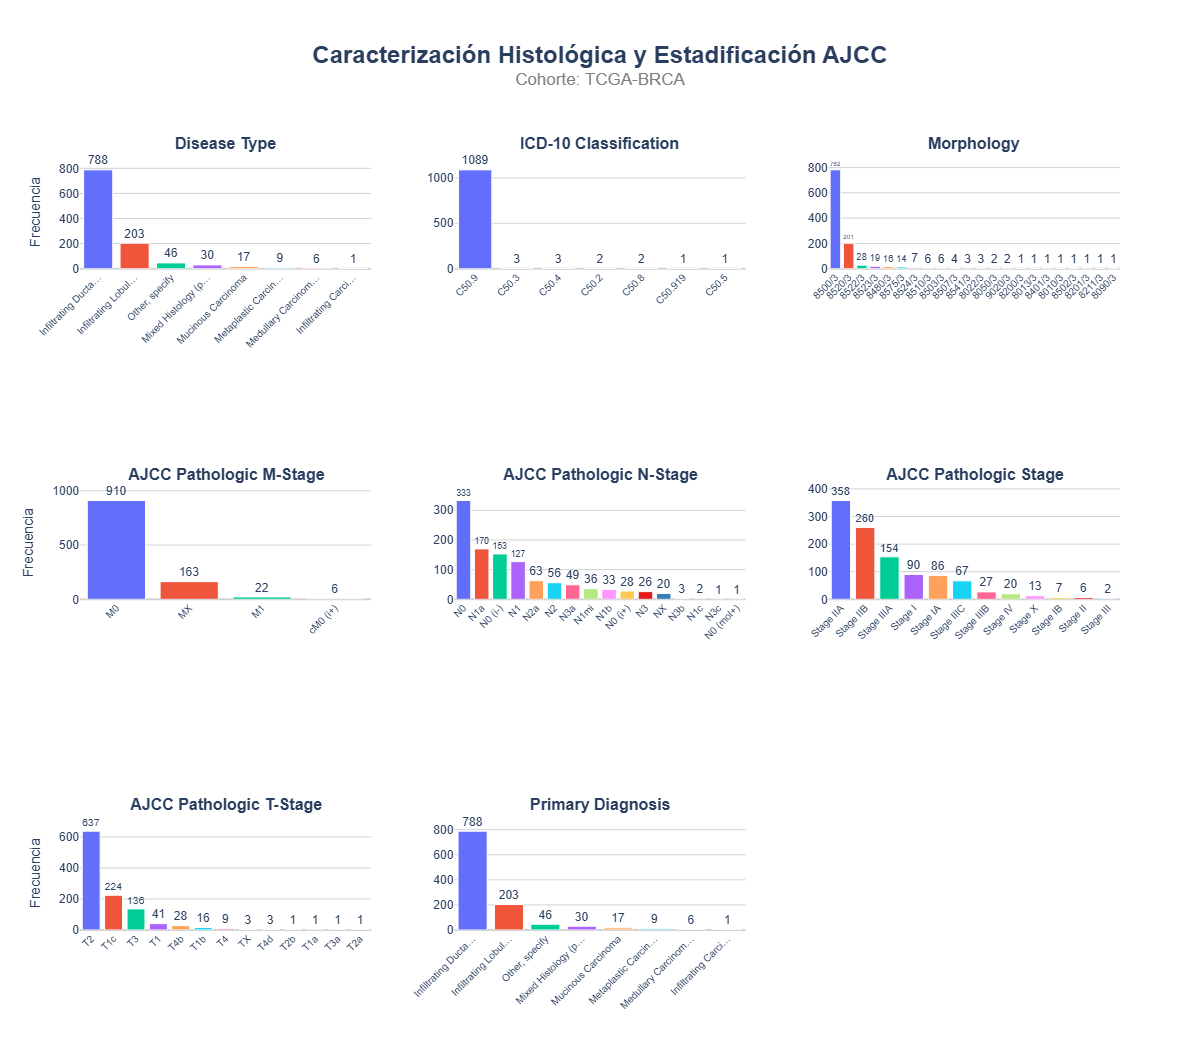 Caracterización Histológica y Estadificación AJCC
Cohorte: TCGA-BRCA
Disease Type
Frecuencia
800
600
400
200
0
788
203
46
30
17
9
6
1
Infiltrating Ducta...
Infiltrating Lobul...
Other, specify
Mixed Histology (p...
Mucinous Carcinoma
Metaplastic Carcin...
Medullary Carcinom...
Infiltrating Carci...
ICD-10 Classification
1000
500
0
1089
3
3
2
2
1
1
C50.9
C50.3
C50.4
C50.2
C50.8
C50.919
C50.5
Morphology
800
600
400
200
0
782
201
28
19
16
14
7
6
6
4
3
3
2
2
1
1
1
1
1
1
1
1
8500/3
8520/3
8522/3
8523/3
8480/3
8575/3
8524/3
8510/3
8503/3
8507/3
8541/3
8022/3
8050/3
9020/3
8200/3
8013/3
8401/3
8010/3
8502/3
8201/3
8211/3
8090/3
AJCC Pathologic M-Stage
Frecuencia
1000
500
0
910
163
22
6
M0
MX
M1
cM0 (i+)
AJCC Pathologic N-Stage
300
200
100
0
333
170
153
127
63
56
49
36
33
28
26
20
3
2
1
1
N0
N1a
N0 (i-)
N1
N2a
N2
N3a
N1mi
N1b
N0 (i+)
N3
NX
N3b
N1c
N3c
N0 (mol+)
AJCC Pathologic Stage
400
300
200
100
0
358
260
154
90
86
67
27
20
13
7
6
2
Stage IIA
Stage IIB
Stage IIIA
Stage I
Stage IA
Stage IIIC
Stage IIIB
Stage IV
Stage X
Stage IB
Stage II
Stage III
AJCC Pathologic T-Stage
Frecuencia
600
400
200
0
637
224
136
41
28
16
9
3
3
1
1
1
1
T2
T1c
T3
T1
T4b
T1b
T4
TX
T4d
T2b
T1a
T3a
T2a
Primary Diagnosis
800
600
400
200
0
788
203
46
30
17
9
6
1
Infiltrating Ducta...
Infiltrating Lobul...
Other, specify
Mixed Histology (p...
Mucinous Carcinoma
Metaplastic Carcin...
Medullary Carcinom...
Infiltrating Carci...